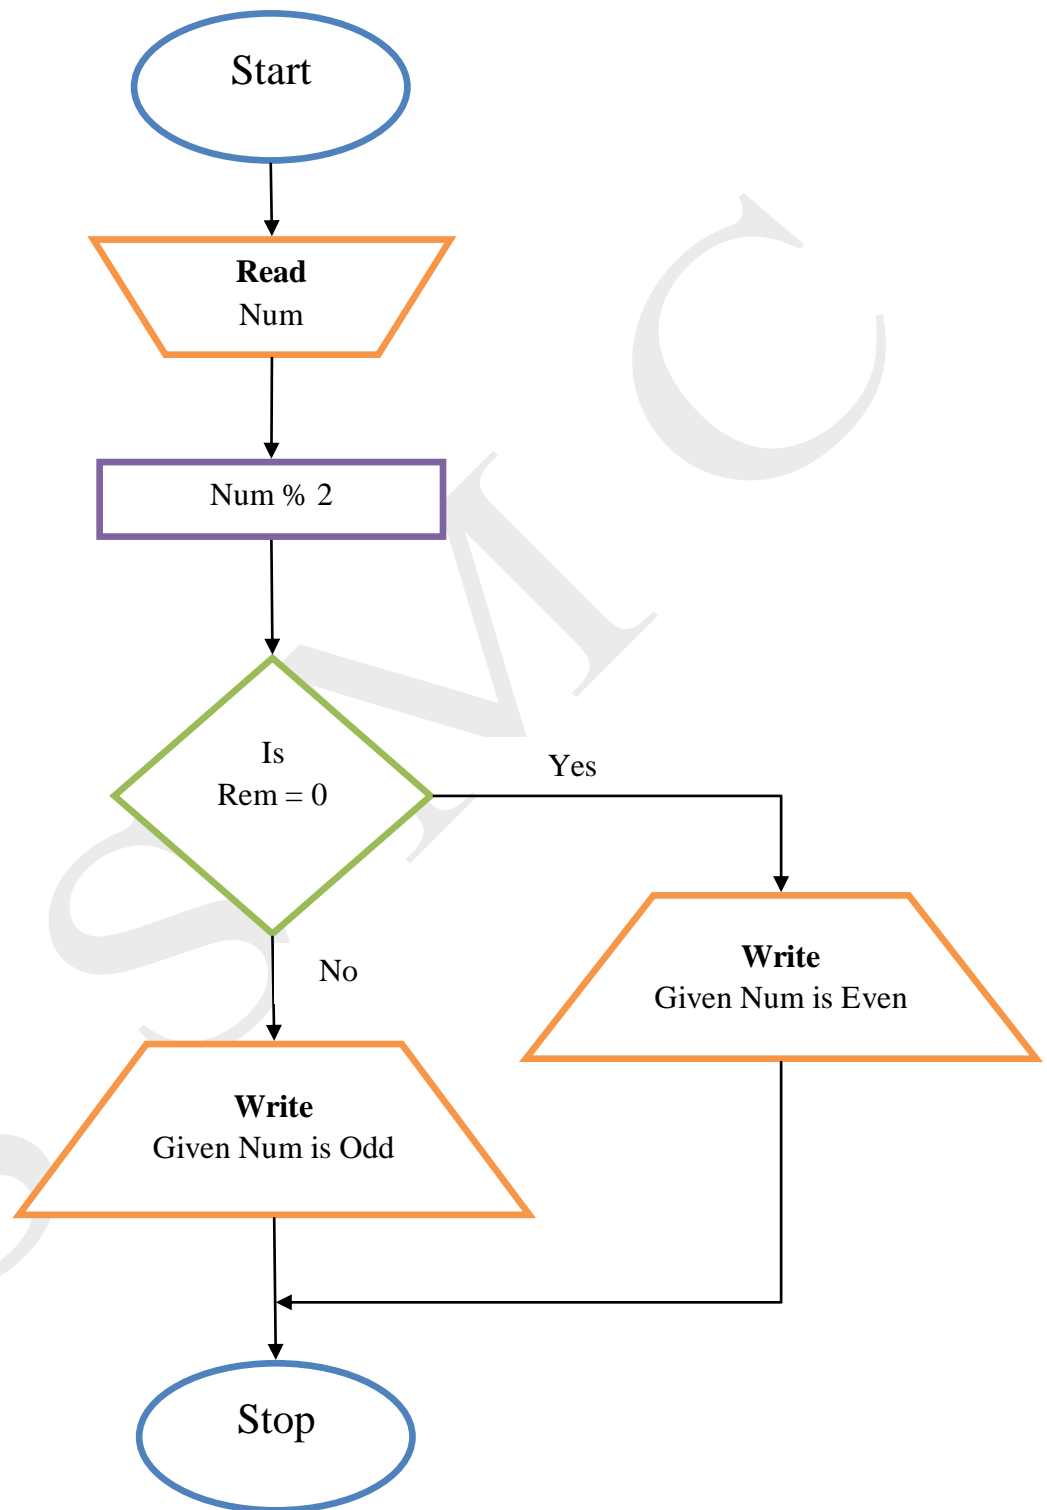 Start
Read
Num
Num % 2
Is
Rem = 0
Yes
No
Write
Given Num is Even
Write
Given Num is Odd
Stop
S M C